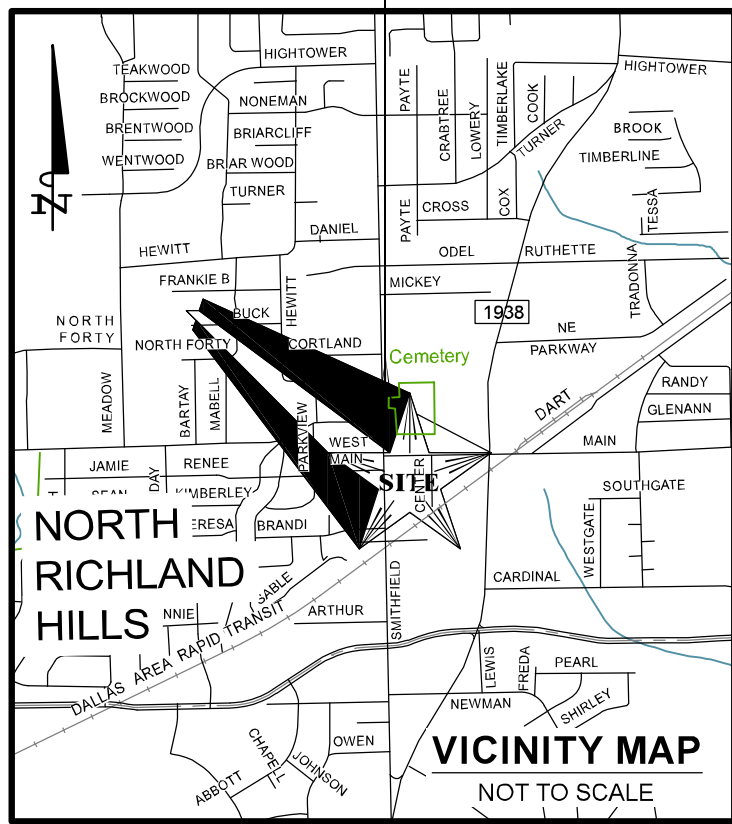 HIGHTOWER
TEAKWOOD
BROCKWOOD
BRENTWOOD
WENTWOOD
NONEMAN
BRIARCLIFF
BRIAR WOOD
TURNER
PAYTE
CRABTREE
LOWERY
TIMBERLAKE
COOK
TURNER
HIGHTOWER
BROOK
TIMBERLINE
TESSA
N
PAYTE
CROSS
COX
DANIEL
HEWITT
ODEL
RUTHETTE
TRADONNA
FRANKIE B
HEWITT
MICKEY
BUCK
1938
NORTH
FORTY
NORTH FORTY
CORTLAND
NE
PARKWAY
Cemetery
MEADOW
BARTAY
MABELL
PARKVIEW
DART
RANDY
GLENANN
WEST
MAIN
MAIN
JAMIE
RENEE
DAY
SEAN
KIMBERLEY
SITE
CENTER
SOUTHGATE
WESTGATE
NORTH
RICHLAND
HILLS
ERESA
BRANDI
SABLE
CARDINAL
SMITHFIELD
NNIE
ARTHUR
DALLAS AREA RAPID TRANSIT
LEWIS
FREDA
PEARL
NEWMAN
SHIRLEY
OWEN
CHAPELL
JOHNSON
ABBOTT
VICINITY MAP
NOT TO SCALE